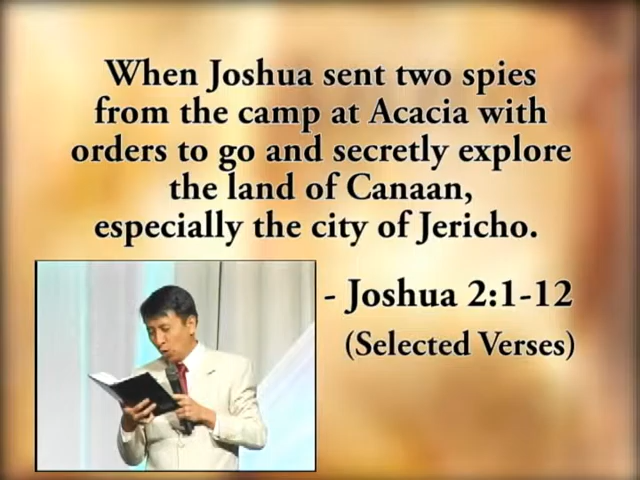 When Joshua sent two spies
from the camp at Acacia with
orders to go and secretly explore
the land of Canaan,
especially the city of Jericho.
- Joshua 2:1-12
(Selected Verses)